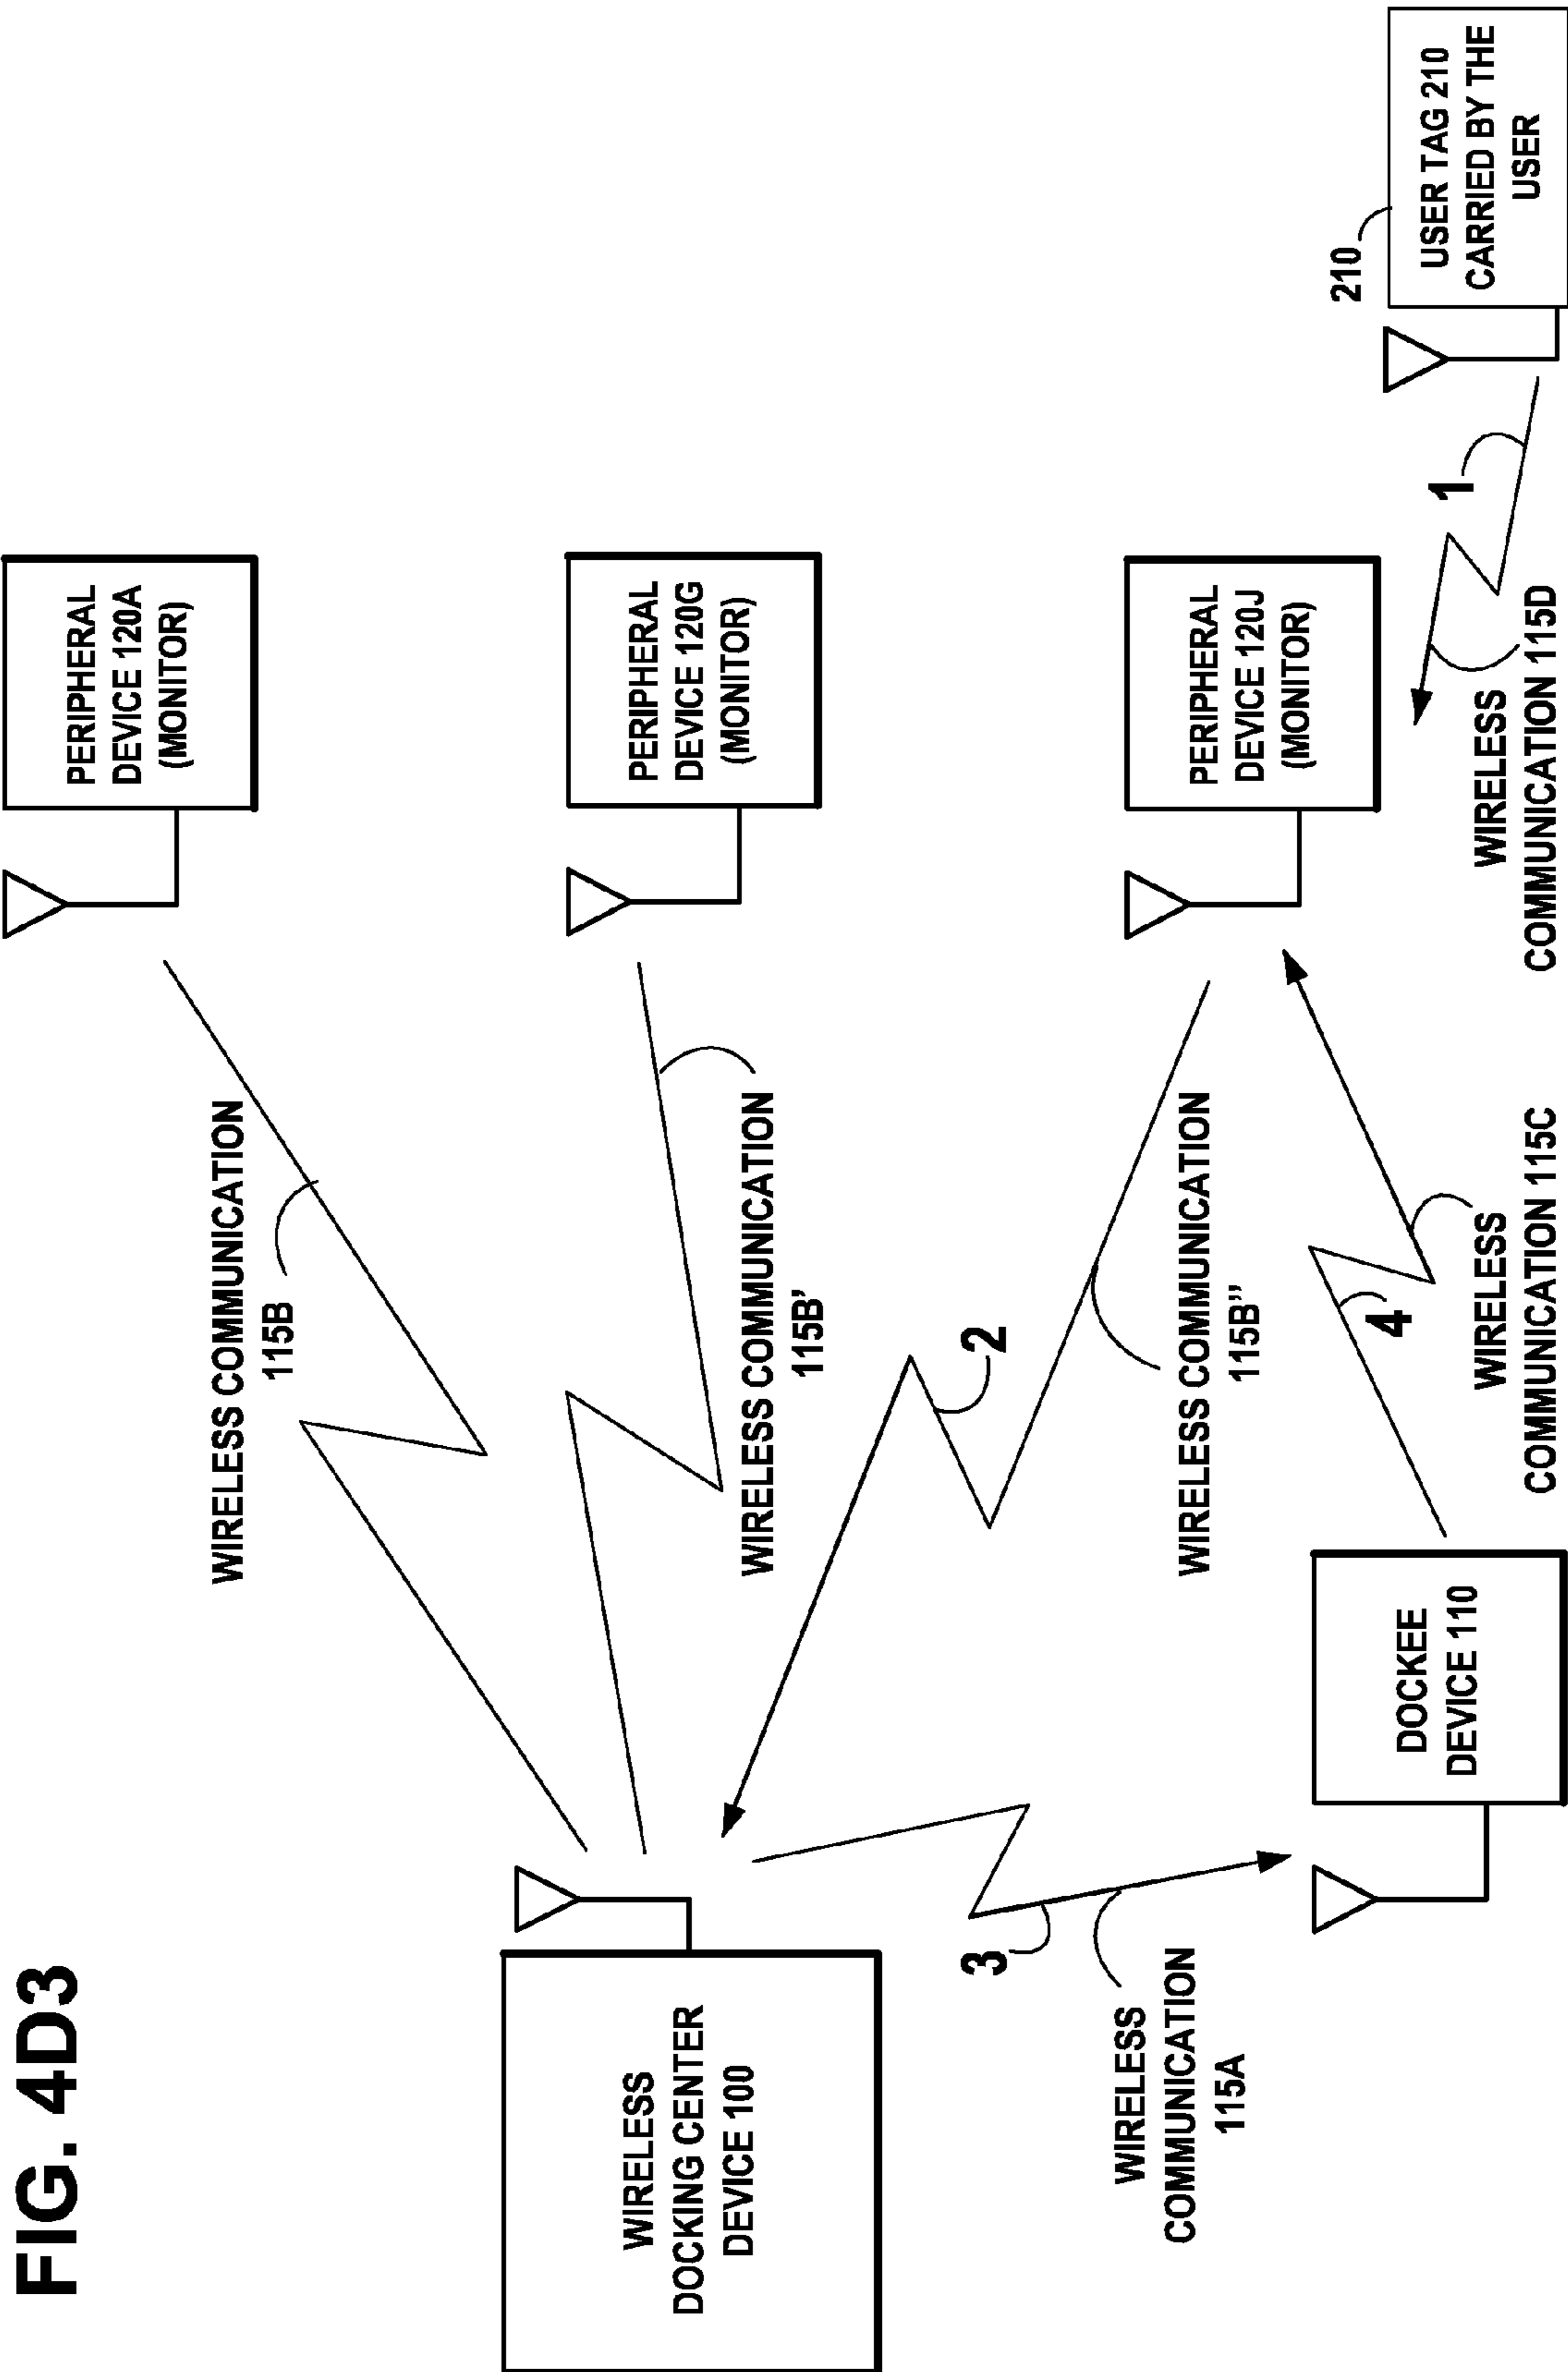 FIG. 4D3
WIRELESS
DOCKING CENTER
DEVICE 100
WIRELESS COMMUNICATION
115B
PERIPHERAL
DEVICE 120A
(MONITOR)
WIRELESS COMMUNICATION
115B'
PERIPHERAL
DEVICE 120G
(MONITOR)
2
WIRELESS COMMUNICATION
115B"
PERIPHERAL
DEVICE 120J
(MONITOR)
3
WIRELESS
COMMUNICATION
115A
DOCKEE
DEVICE 110
4
WIRELESS
COMMUNICATION 115C
1
WIRELESS
COMMUNICATION 115D
210
USER TAG 210
CARRIED BY THE
USER